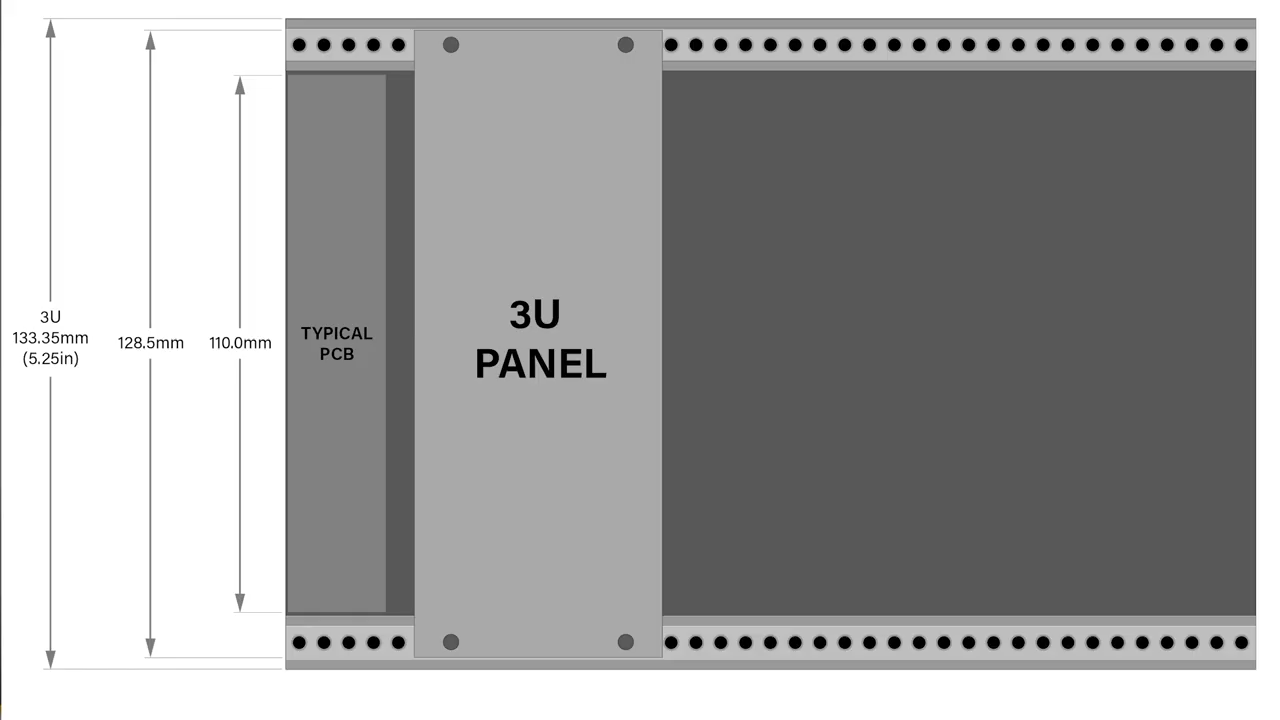 3U
133.35mm
(5.25in)
128.5mm
110.0mm
TYPICAL
PCB
3U
PANEL